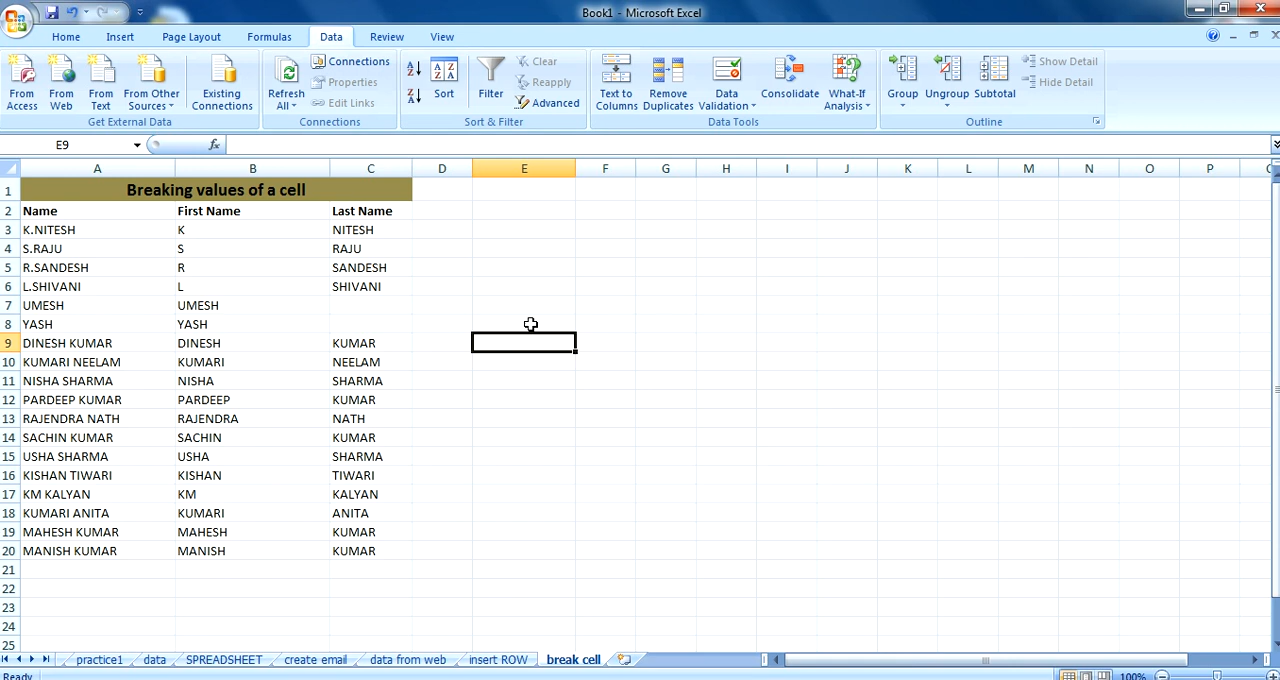 Book1 - Microsoft Excel
Home Insert Page Layout Formulas Data Review View
From Access From Web From Text From Other Sources Existing Connections
Get External Data
Refresh All Connections Properties Edit Links
Connections
Sort Filter Clear Reapply Advanced
Sort & Filter
Text to Columns Remove Duplicates Data Validation Consolidate What-If Analysis
Data Tools
Group Ungroup Subtotal Show Detail Hide Detail
Outline
E9 fx
A B C D E F G H I J K L M N O P
1 Breaking values of a cell
2 Name First Name Last Name
3 K.NITESH K NITESH
4 S.RAJU S RAJU
5 R.SANDESH R SANDESH
6 L.SHIVANI L SHIVANI
7 UMESH UMESH
8 YASH YASH
9 DINESH KUMAR DINESH KUMAR
10 KUMARI NEELAM KUMARI NEELAM
11 NISHA SHARMA NISHA SHARMA
12 PARDEEP KUMAR PARDEEP KUMAR
13 RAJENDRA NATH RAJENDRA NATH
14 SACHIN KUMAR SACHIN KUMAR
15 USHA SHARMA USHA SHARMA
16 KISHAN TIWARI KISHAN TIWARI
17 KM KALYAN KM KALYAN
18 KUMARI ANITA KUMARI ANITA
19 MAHESH KUMAR MAHESH KUMAR
20 MANISH KUMAR MANISH KUMAR
21
22
23
24
25
practice1 data SPREADSHEET create email data from web insert ROW break cell
Ready 100%